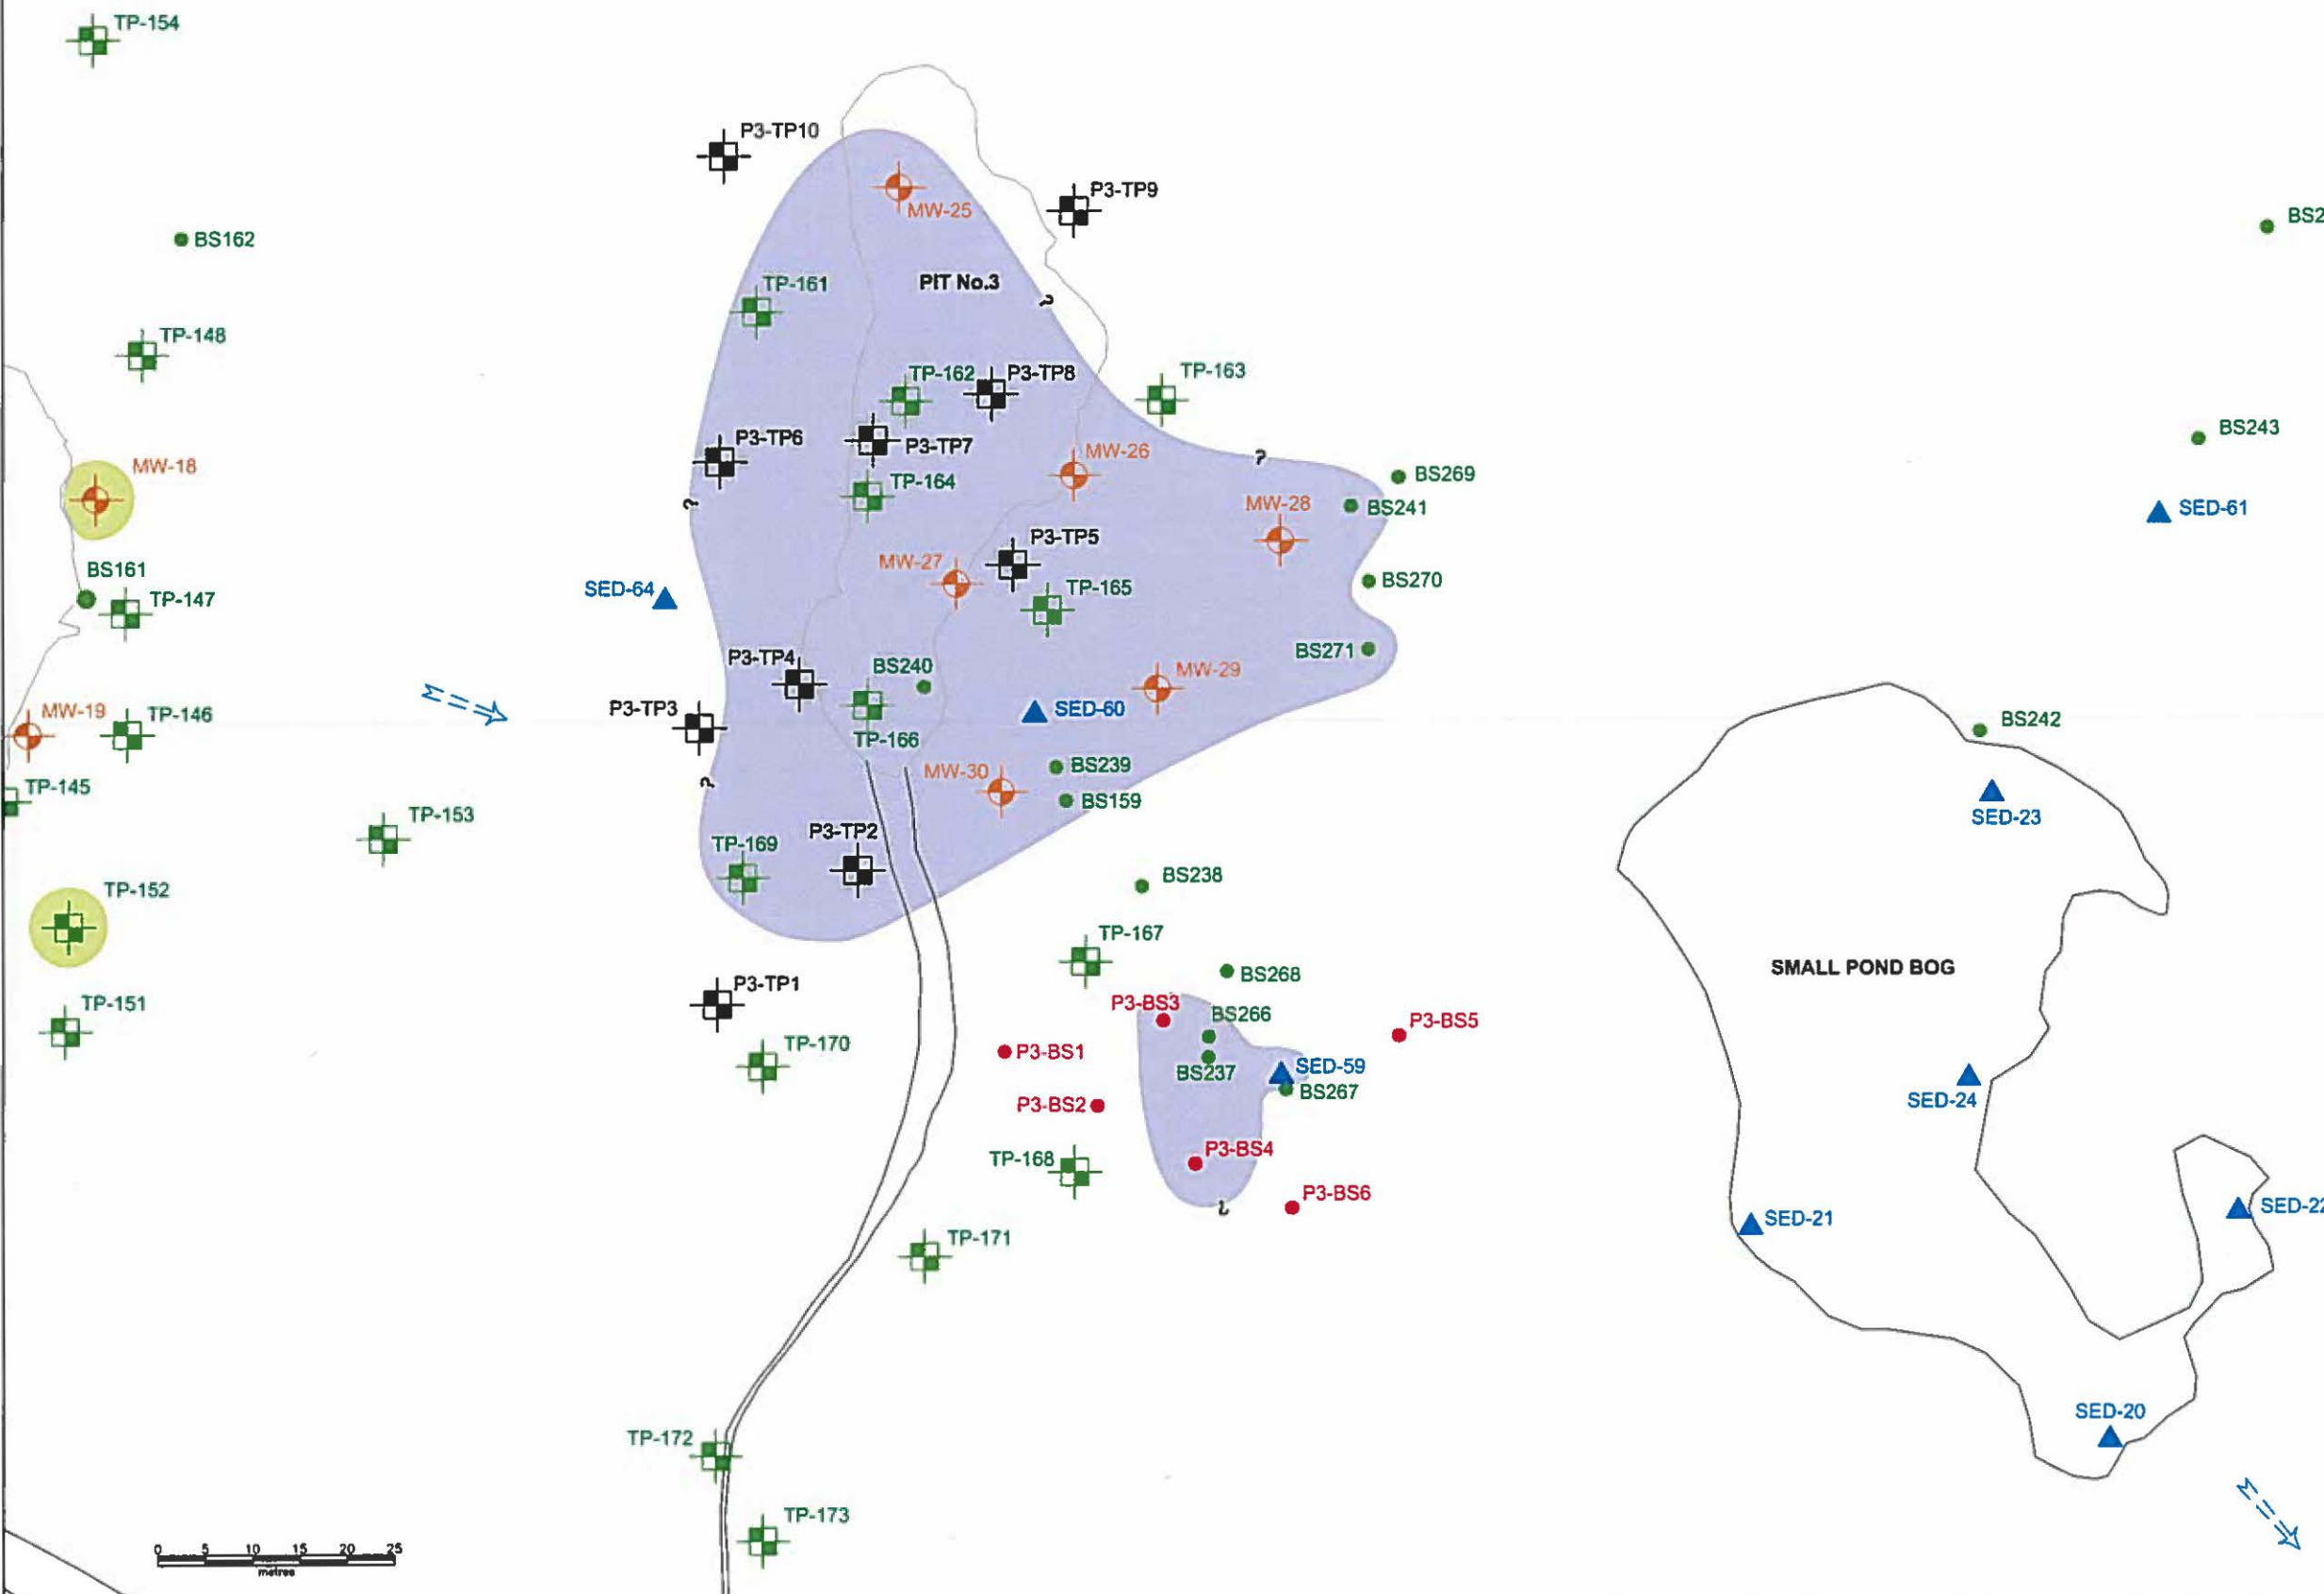 TP-154
P3-TP10
P3-TP9
MW-25
BS2
BS162
PIT No.3
TP-161
?
TP-148
TP-162
P3-TP8
TP-163
P3-TP6
P3-TP7
BS243
MW-26
?
MW-18
BS269
TP-164
?
MW-28
BS241
SED-61
P3-TP5
MW-27
BS161
BS270
SED-64
TP-165
TP-147
BS271
P3-TP4
BS240
MW-29
P3-TP3
SED-60
MW-19
TP-146
BS242
TP-166
BS239
MW-30
?
TP-145
BS159
TP-153
SED-23
P3-TP2
TP-169
BS238
TP-152
TP-167
SMALL POND BOG
BS268
P3-TP1
TP-151
P3-BS3
BS266
P3-BS5
TP-170
P3-BS1
SED-59
BS237
BS267
P3-BS2
SED-24
P3-BS4
TP-168
P3-BS6
?
SED-22
SED-21
TP-171
SED-20
TP-172
TP-173
0 5 10 15 20 25
metres